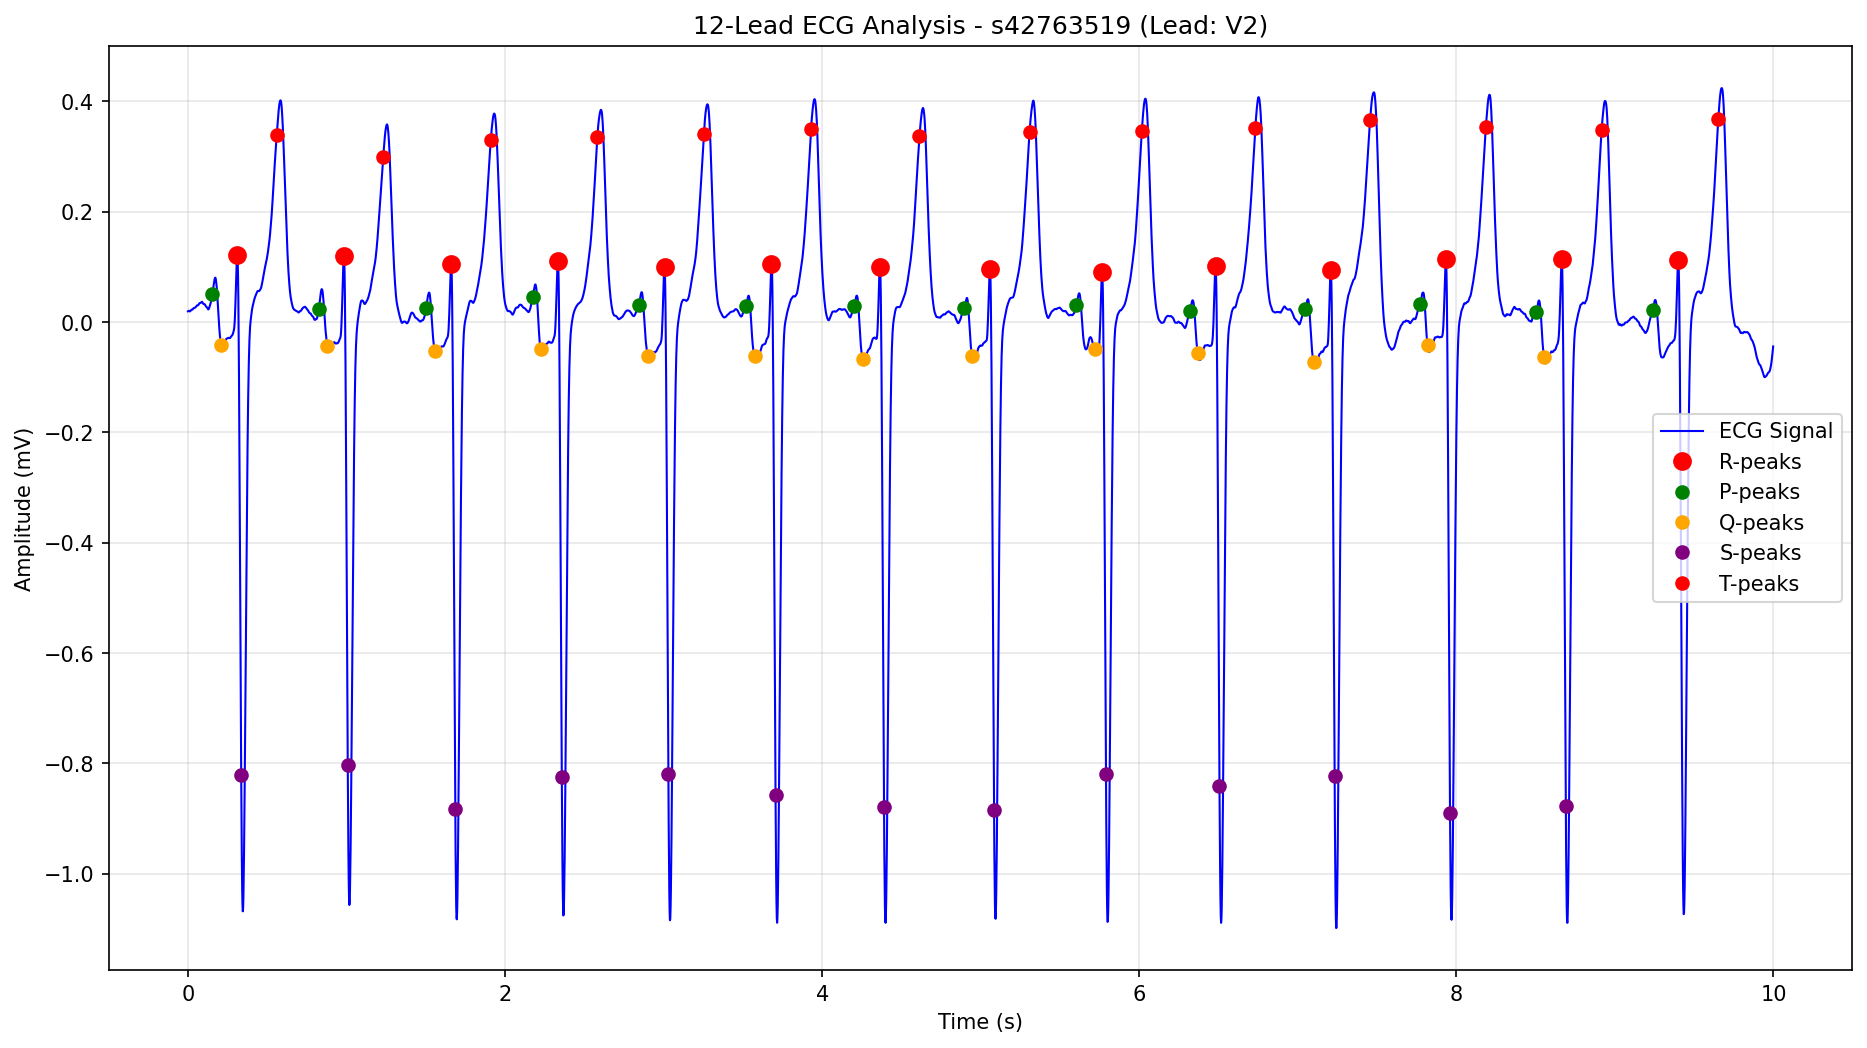 12-Lead ECG Analysis - s42763519 (Lead: V2)
0.4
0.2
0.0
−0.2
−0.4
−0.6
−0.8
−1.0
Amplitude (mV)
ECG Signal
R-peaks
P-peaks
Q-peaks
S-peaks
T-peaks
0 2 4 6 8 10
Time (s)